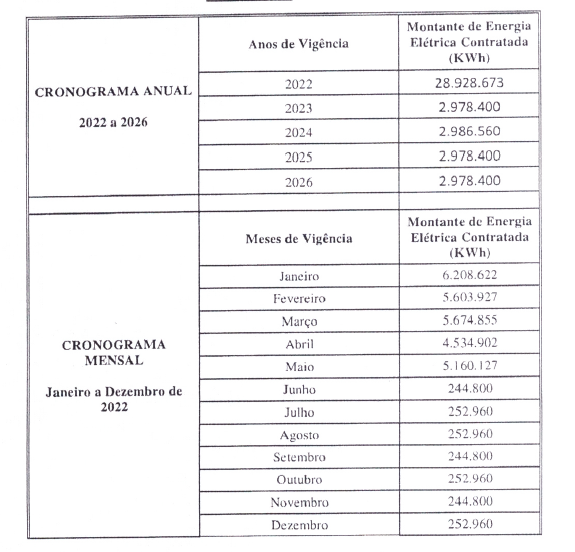 CRONOGRAMA ANUAL
2022 a 2026
Anos de Vigência
Montante de Energia
Elétrica Contratada
(KWh)
2022 28.928.673
2023 2.978.400
2024 2.986.560
2025 2.978.400
2026 2.978.400
CRONOGRAMA
MENSAL
Janeiro a Dezembro de
2022
Meses de Vigência
Montante de Energia
Elétrica Contratada
(KWh)
Janeiro 6.208.622
Fevereiro 5.603.927
Março 5.674.855
Abril 4.534.902
Maio 5.160.127
Junho 244.800
Julho 252.960
Agosto 252.960
Setembro 244.800
Outubro 252.960
Novembro 244.800
Dezembro 252.960